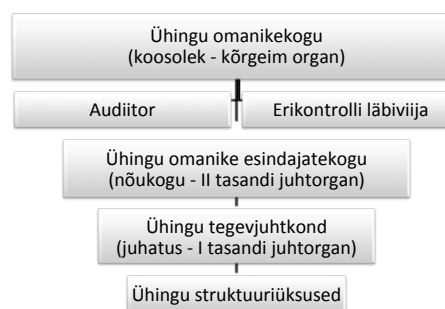 Ühingu omanikekogu
(koosolek - kõrgeim organ)
Audiitor
Erikontrolli läbiviija
Ühingu omanike esindajatekogu
(nõukogu - II tasandi juhtorgan)
Ühingu tegevjuhtkond
(juhatus - I tasandi juhtorgan)
Ühingu struktuuriüksused